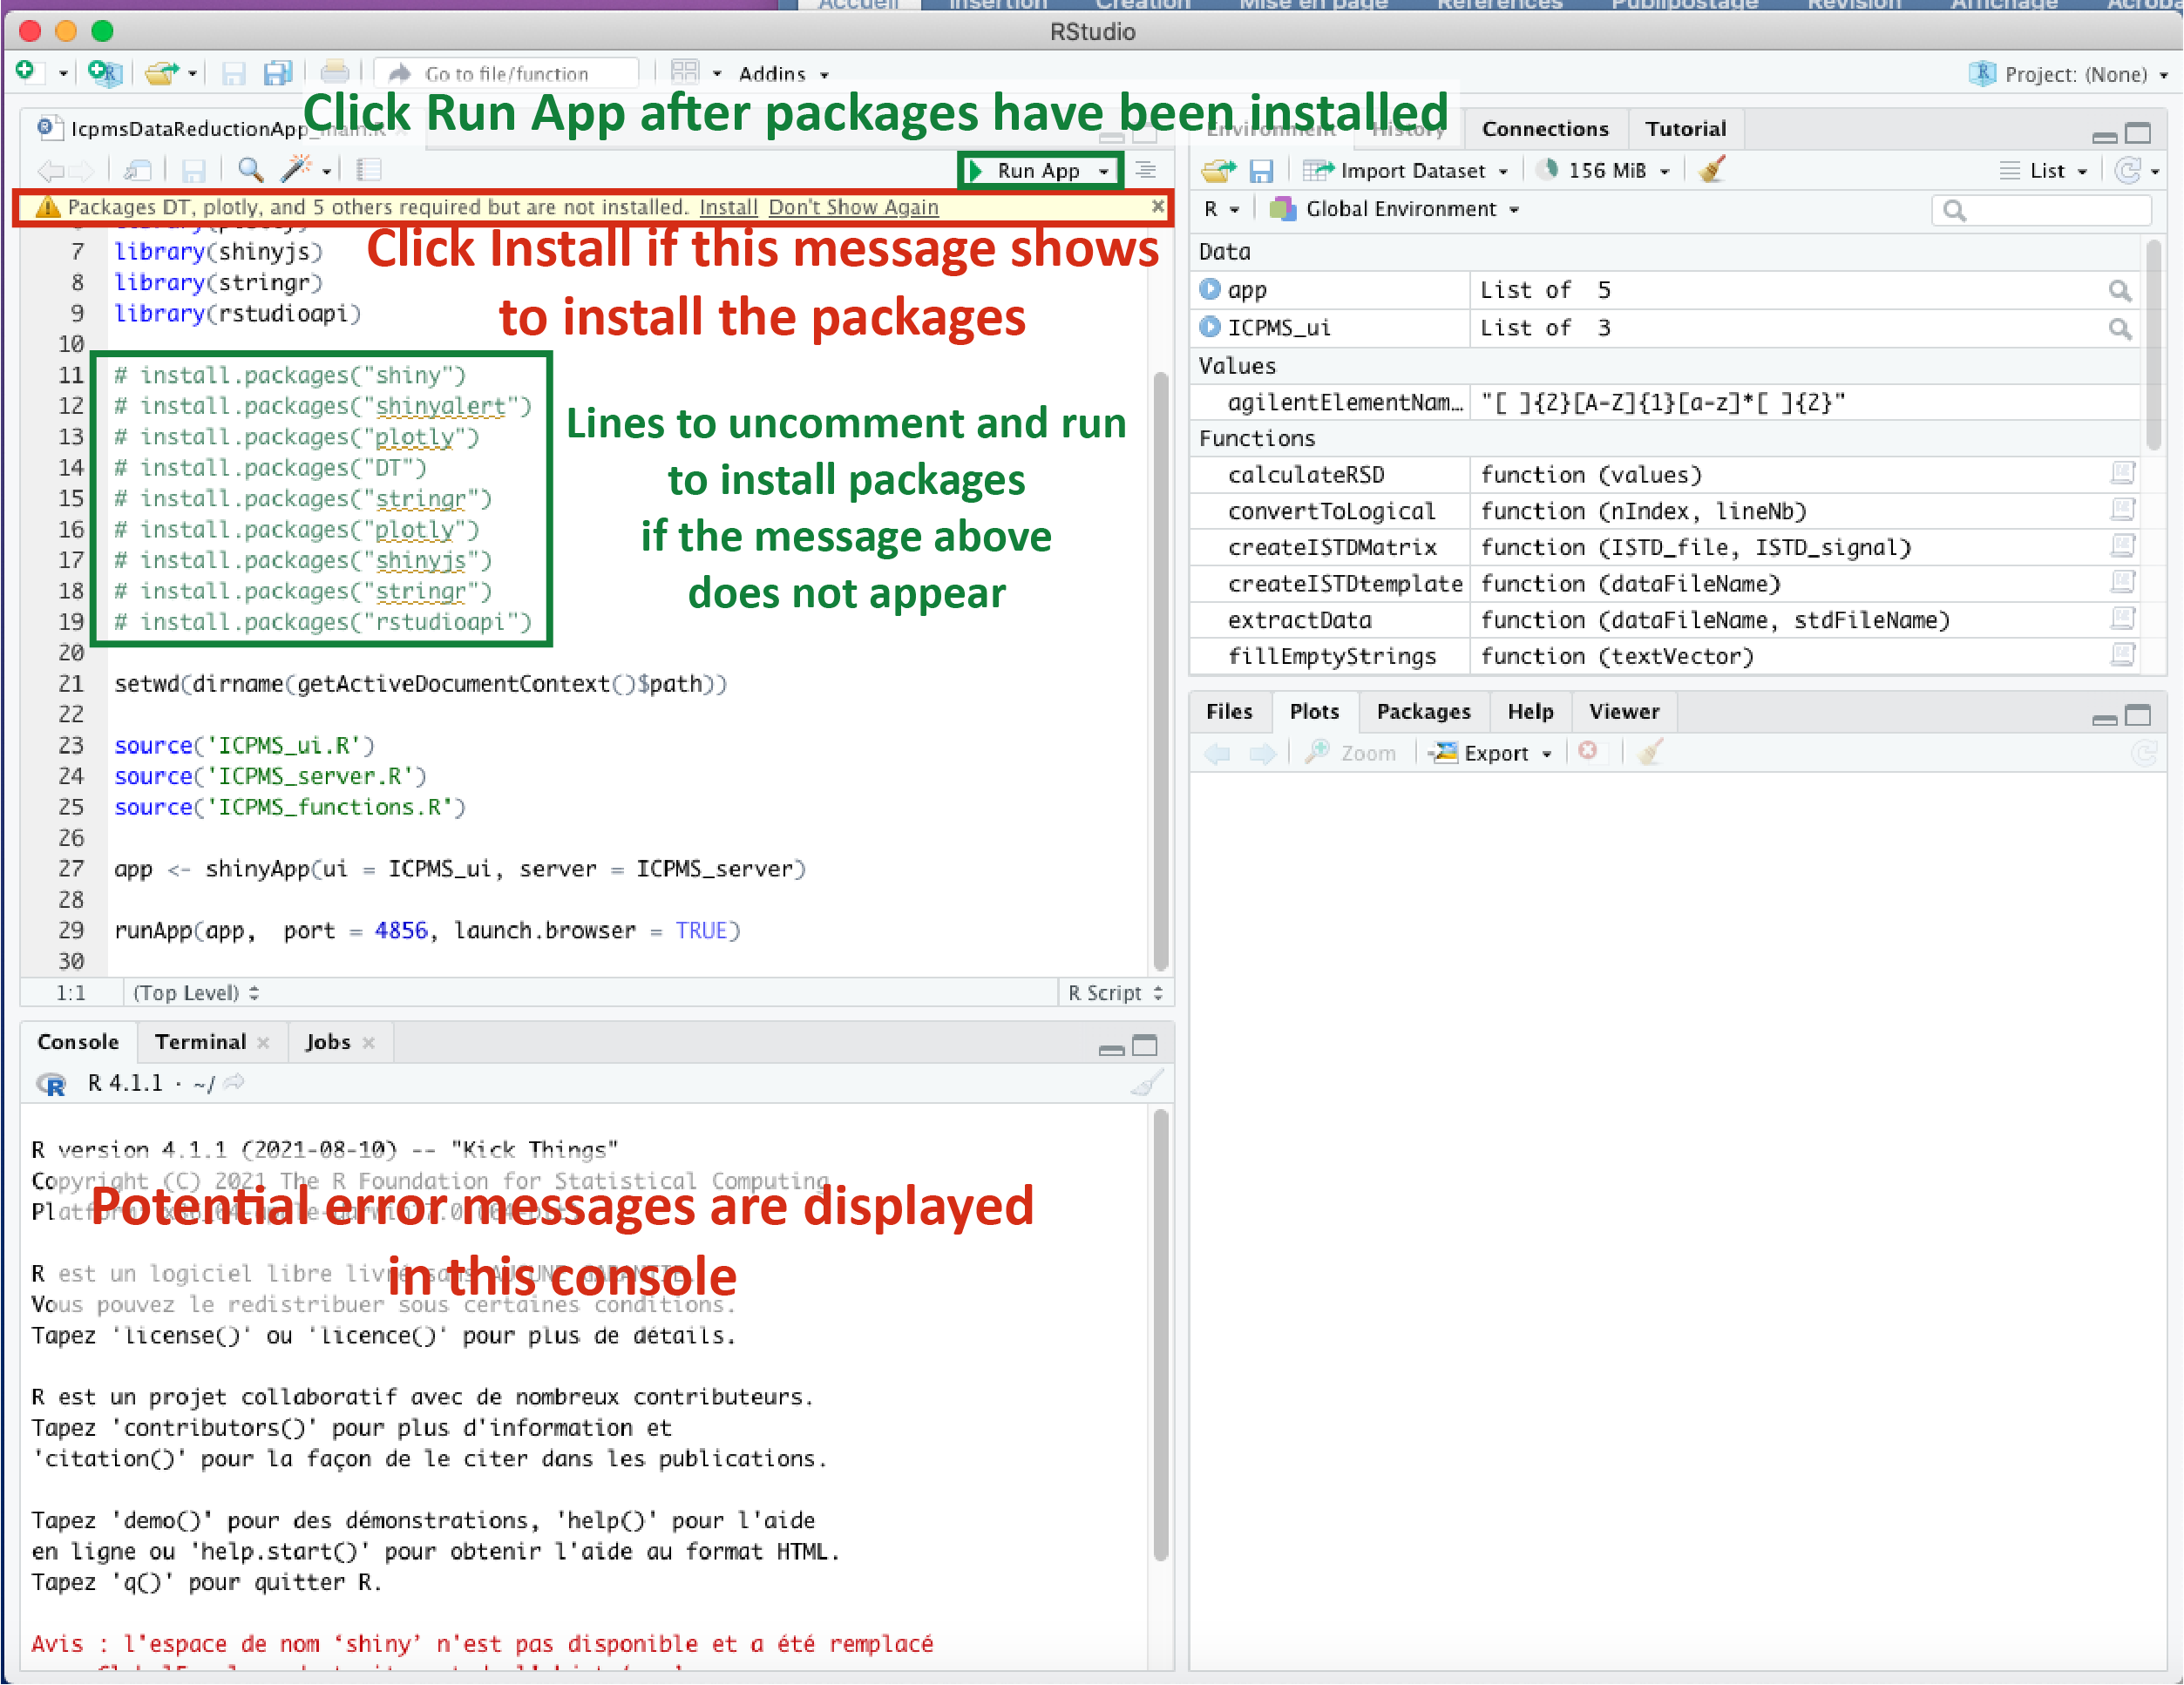 Accueil Insertion Création Mise en page Références Publipostage Révision Affichage
RStudio
Go to file/function
Addins
Project: (None)
Click Run App after packages have been installed
IcpmsDataReductionApp_main.R
Run App
Packages DT, plotly, and 5 others required but are not installed. Install Don't Show Again
Click Install if this message shows
to install the packages
7 library(shinyjs)
8 library(stringr)
9 library(rstudioapi)
10
11 # install.packages("shiny")
12 # install.packages("shinyalert")
13 # install.packages("plotly")
14 # install.packages("DT")
15 # install.packages("stringr")
16 # install.packages("plotly")
17 # install.packages("shinyjs")
18 # install.packages("stringr")
19 # install.packages("rstudioapi")
Lines to uncomment and run
to install packages
if the message above
does not appear
20
21 setwd(dirname(getActiveDocumentContext()$path))
22
23 source('ICPMS_ui.R')
24 source('ICPMS_server.R')
25 source('ICPMS_functions.R')
26
27 app <- shinyApp(ui = ICPMS_ui, server = ICPMS_server)
28
29 runApp(app, port = 4856, launch.browser = TRUE)
30
1:1 (Top Level) R Script
Console Terminal Jobs
R 4.1.1 · ~/
R version 4.1.1 (2021-08-10) -- "Kick Things"
Copyright (C) 2021 The R Foundation for Statistical Computing
Potential error messages are displayed
in this console
R est un logiciel libre livré sans AUCUNE GARANTIE.
Vous pouvez le redistribuer sous certaines conditions.
Tapez 'license()' ou 'licence()' pour plus de détails.
R est un projet collaboratif avec de nombreux contributeurs.
Tapez 'contributors()' pour plus d'information et
'citation()' pour la façon de le citer dans les publications.
Tapez 'demo()' pour des démonstrations, 'help()' pour l'aide
en ligne ou 'help.start()' pour obtenir l'aide au format HTML.
Tapez 'q()' pour quitter R.
Avis : l'espace de nom ‘shiny’ n'est pas disponible et a été remplacé
Environment History Connections Tutorial
Import Dataset 156 MiB List
R Global Environment
Data
app List of 5
ICPMS_ui List of 3
Values
agilentElementNam… "[ ]{2}[A-Z]{1}[a-z]*[ ]{2}"
Functions
calculateRSD function (values)
convertToLogical function (nIndex, lineNb)
createISTDMatrix function (ISTD_file, ISTD_signal)
createISTDtemplate function (dataFileName)
extractData function (dataFileName, stdFileName)
fillEmptyStrings function (textVector)
Files Plots Packages Help Viewer
Zoom Export